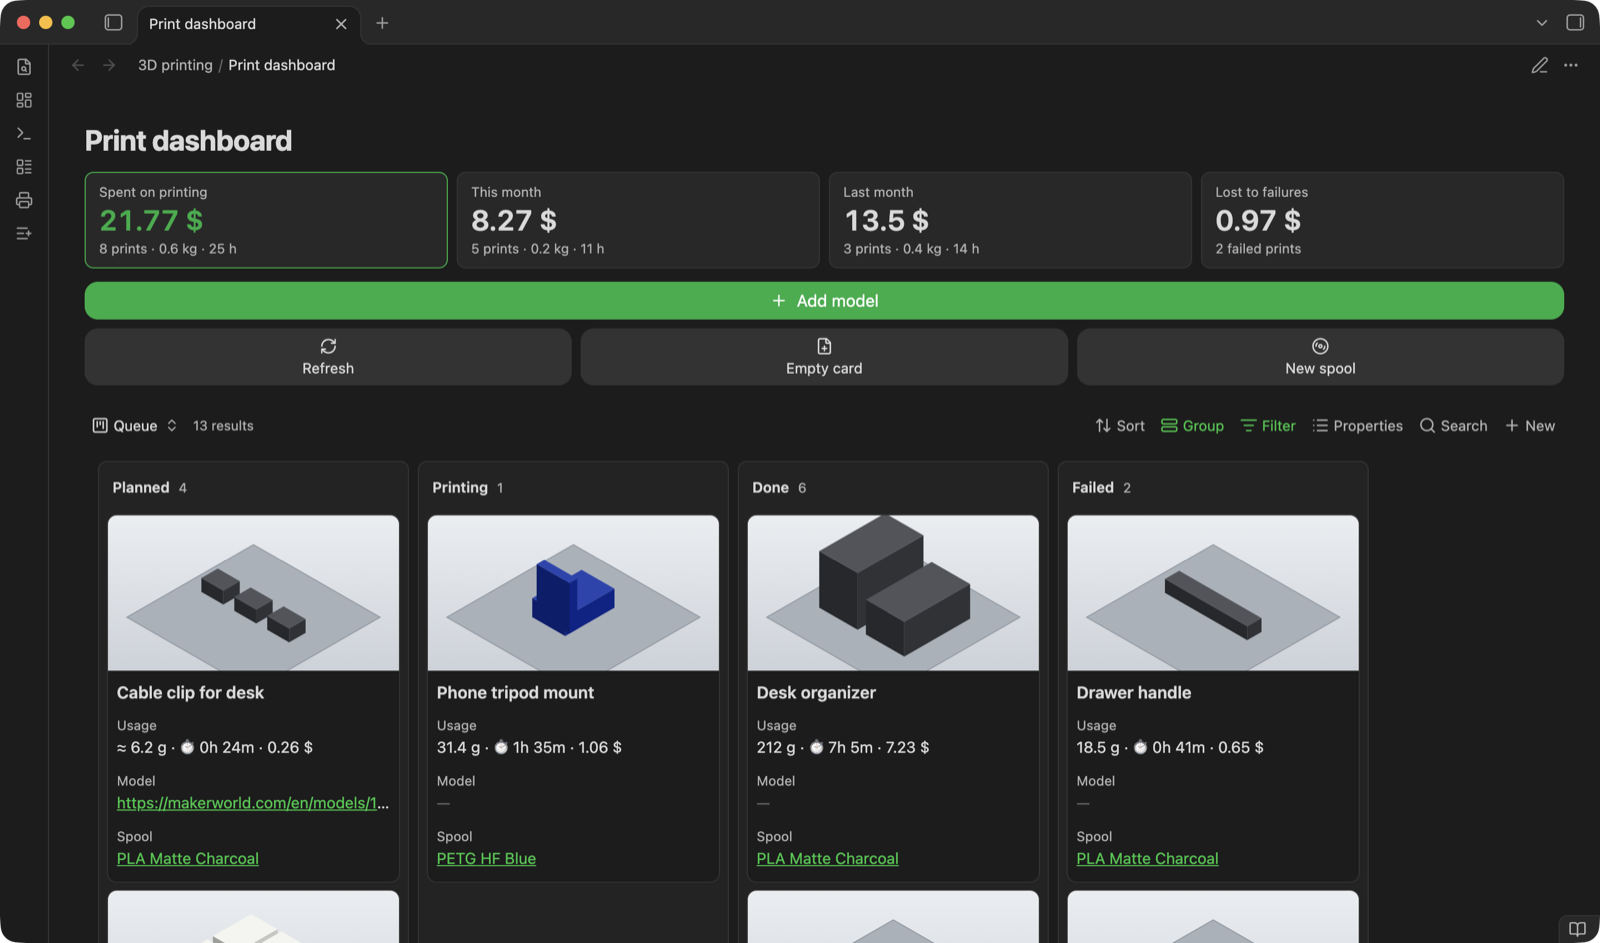 Print dashboard
3D printing / Print dashboard
Print dashboard
Spent on printing
21.77 $
8 prints · 0.6 kg · 25 h
This month
8.27 $
5 prints · 0.2 kg · 11 h
Last month
13.5 $
3 prints · 0.4 kg · 14 h
Lost to failures
0.97 $
2 failed prints
+ Add model
Refresh
Empty card
New spool
Queue 13 results
Sort Group Filter Properties Search + New
Planned 4
Cable clip for desk
Usage
≈ 6.2 g · ⏱ 0h 24m · 0.26 $
Model
https://makerworld.com/en/models/1...
Spool
PLA Matte Charcoal
Printing 1
Phone tripod mount
Usage
31.4 g · ⏱ 1h 35m · 1.06 $
Model
—
Spool
PETG HF Blue
Done 6
Desk organizer
Usage
212 g · ⏱ 7h 5m · 7.23 $
Model
—
Spool
PLA Matte Charcoal
Failed 2
Drawer handle
Usage
18.5 g · ⏱ 0h 41m · 0.65 $
Model
—
Spool
PLA Matte Charcoal